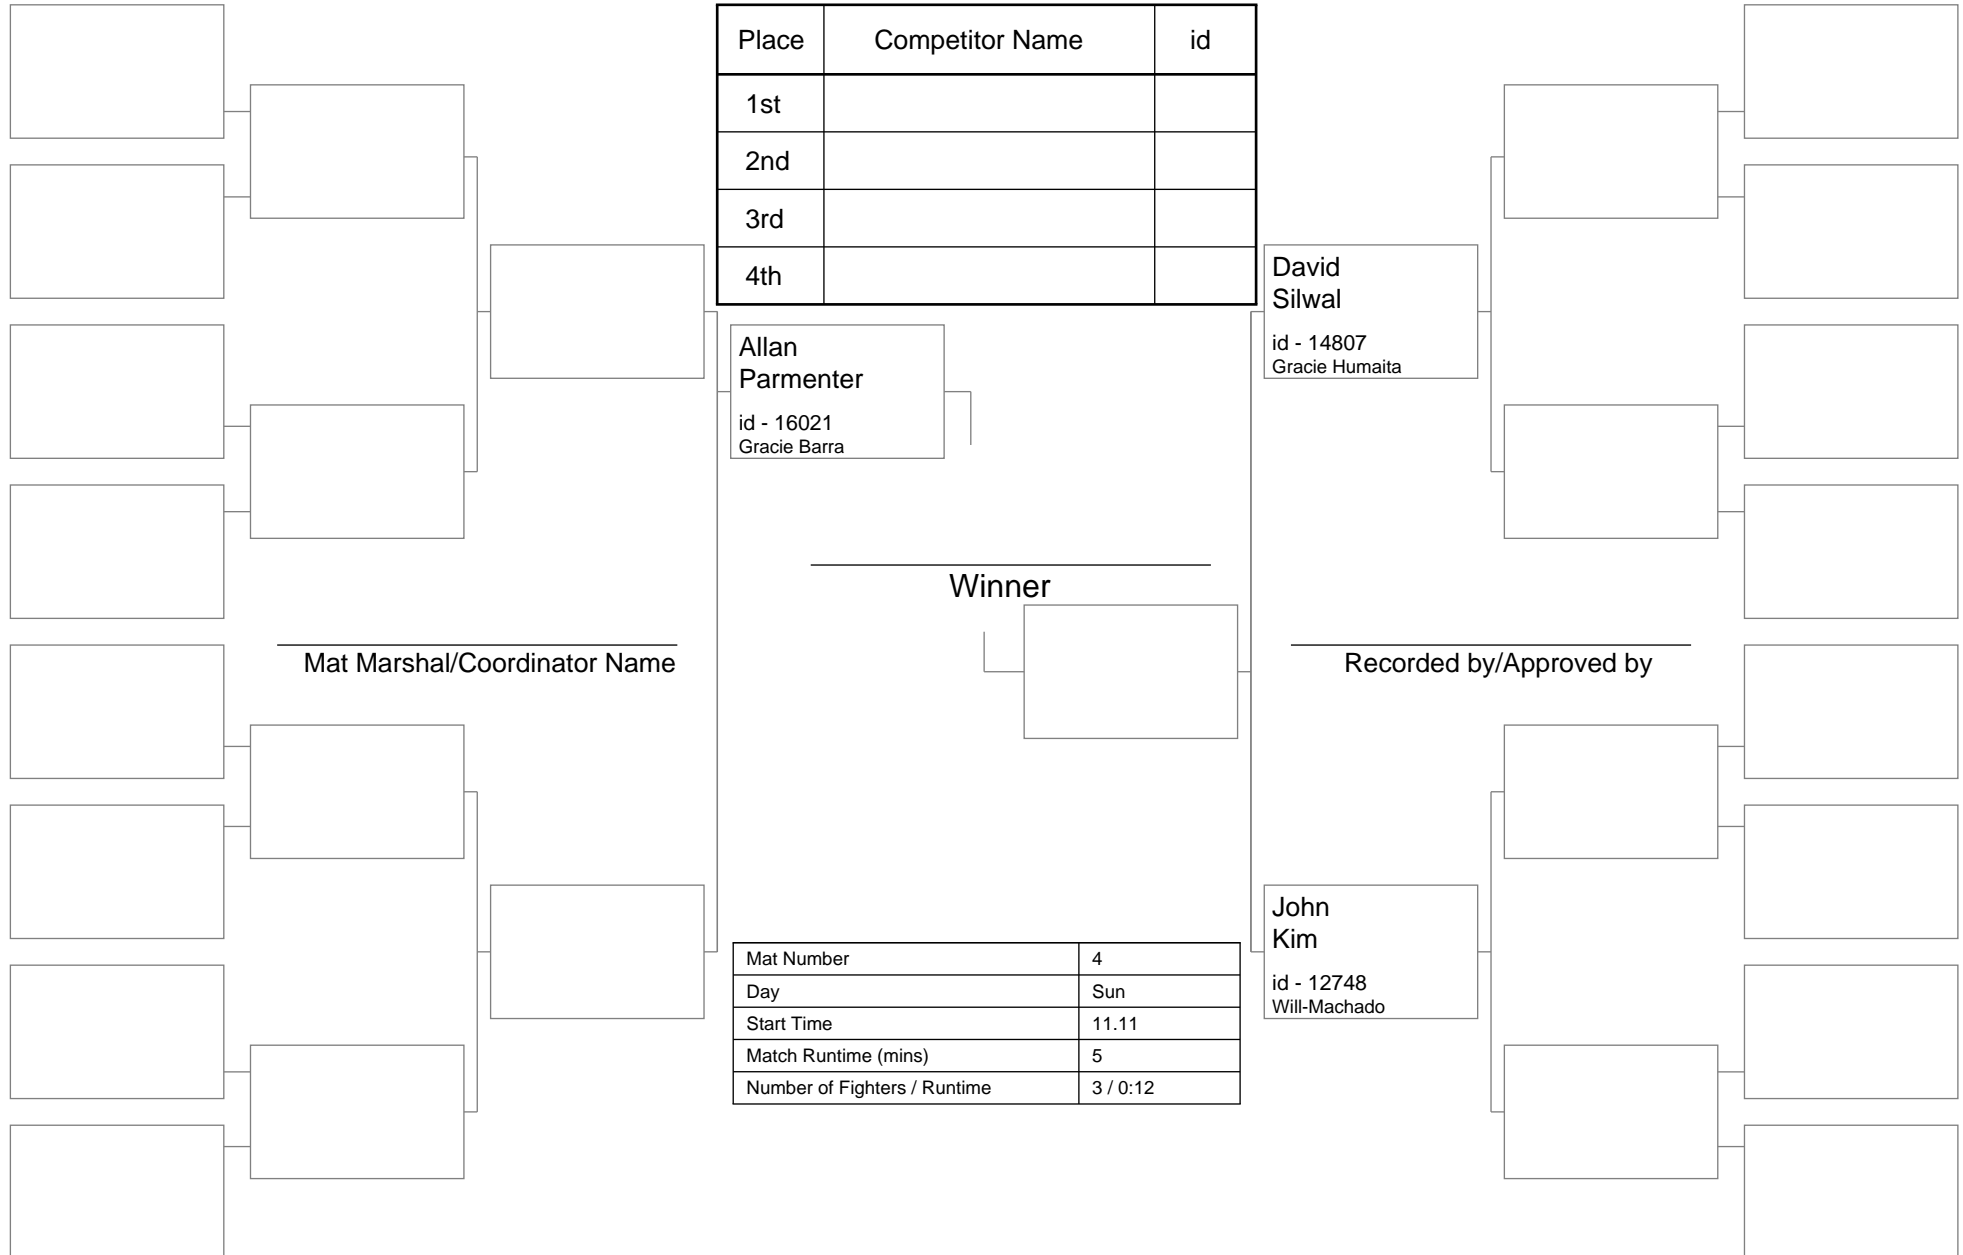 Place Competitor Name id
1st
2nd
3rd
4th
David
Silwal
id - 14807
Gracie Humaita
Allan
Parmenter
id - 16021
Gracie Barra
Winner
Mat Marshal/Coordinator Name
Recorded by/Approved by
John
Kim
id - 12748
Will-Machado
Mat Number 4
Day Sun
Start Time 11.11
Match Runtime (mins) 5
Number of Fighters / Runtime 3 / 0:12